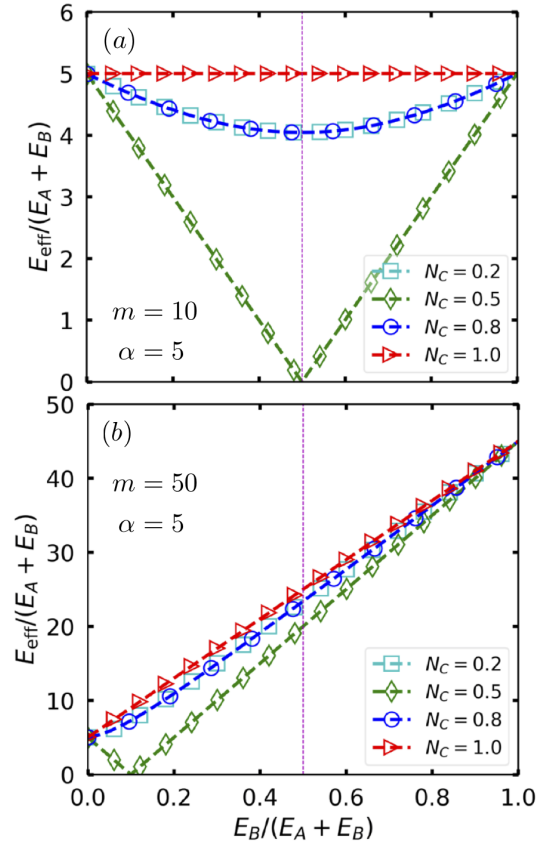 6
(a)
5
4
3
2
1
0
E_eff/(E_A + E_B)
m = 10
α = 5
N_C = 0.2
N_C = 0.5
N_C = 0.8
N_C = 1.0
50
(b)
40
30
20
10
0
E_eff/(E_A + E_B)
m = 50
α = 5
N_C = 0.2
N_C = 0.5
N_C = 0.8
N_C = 1.0
0.0 0.2 0.4 0.6 0.8 1.0
E_B/(E_A + E_B)